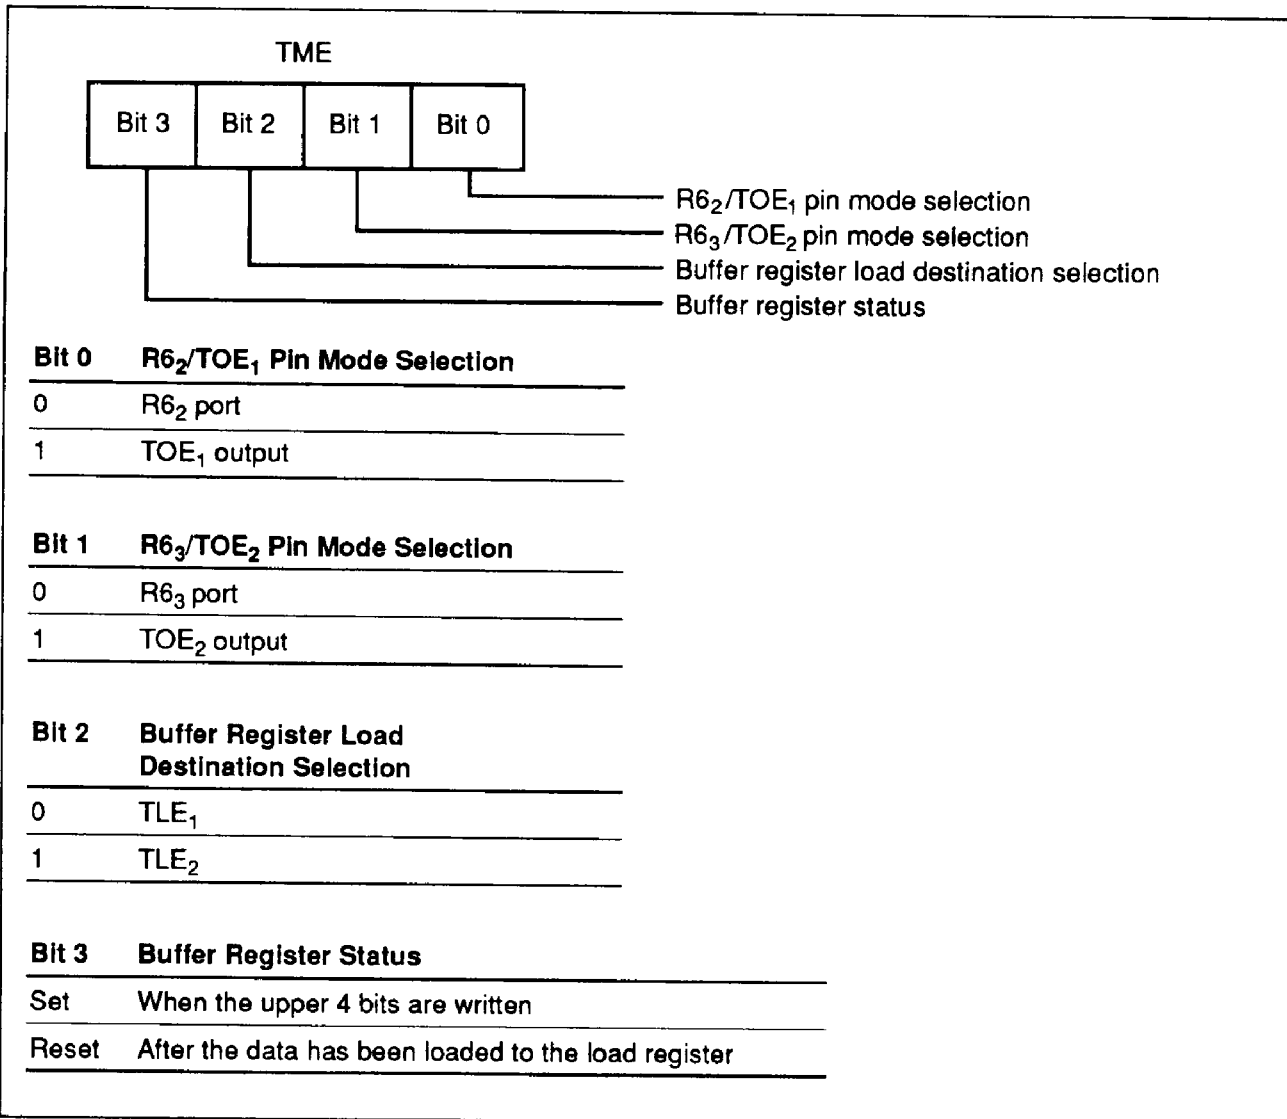 TME
Bit 3 Bit 2 Bit 1 Bit 0
R6₂/TOE₁ pin mode selection
R6₃/TOE₂ pin mode selection
Buffer register load destination selection
Buffer register status
Bit 0 R6₂/TOE₁ Pin Mode Selection
0 R6₂ port
1 TOE₁ output
Bit 1 R6₃/TOE₂ Pin Mode Selection
0 R6₃ port
1 TOE₂ output
Bit 2 Buffer Register Load
Destination Selection
0 TLE₁
1 TLE₂
Bit 3 Buffer Register Status
Set When the upper 4 bits are written
Reset After the data has been loaded to the load register